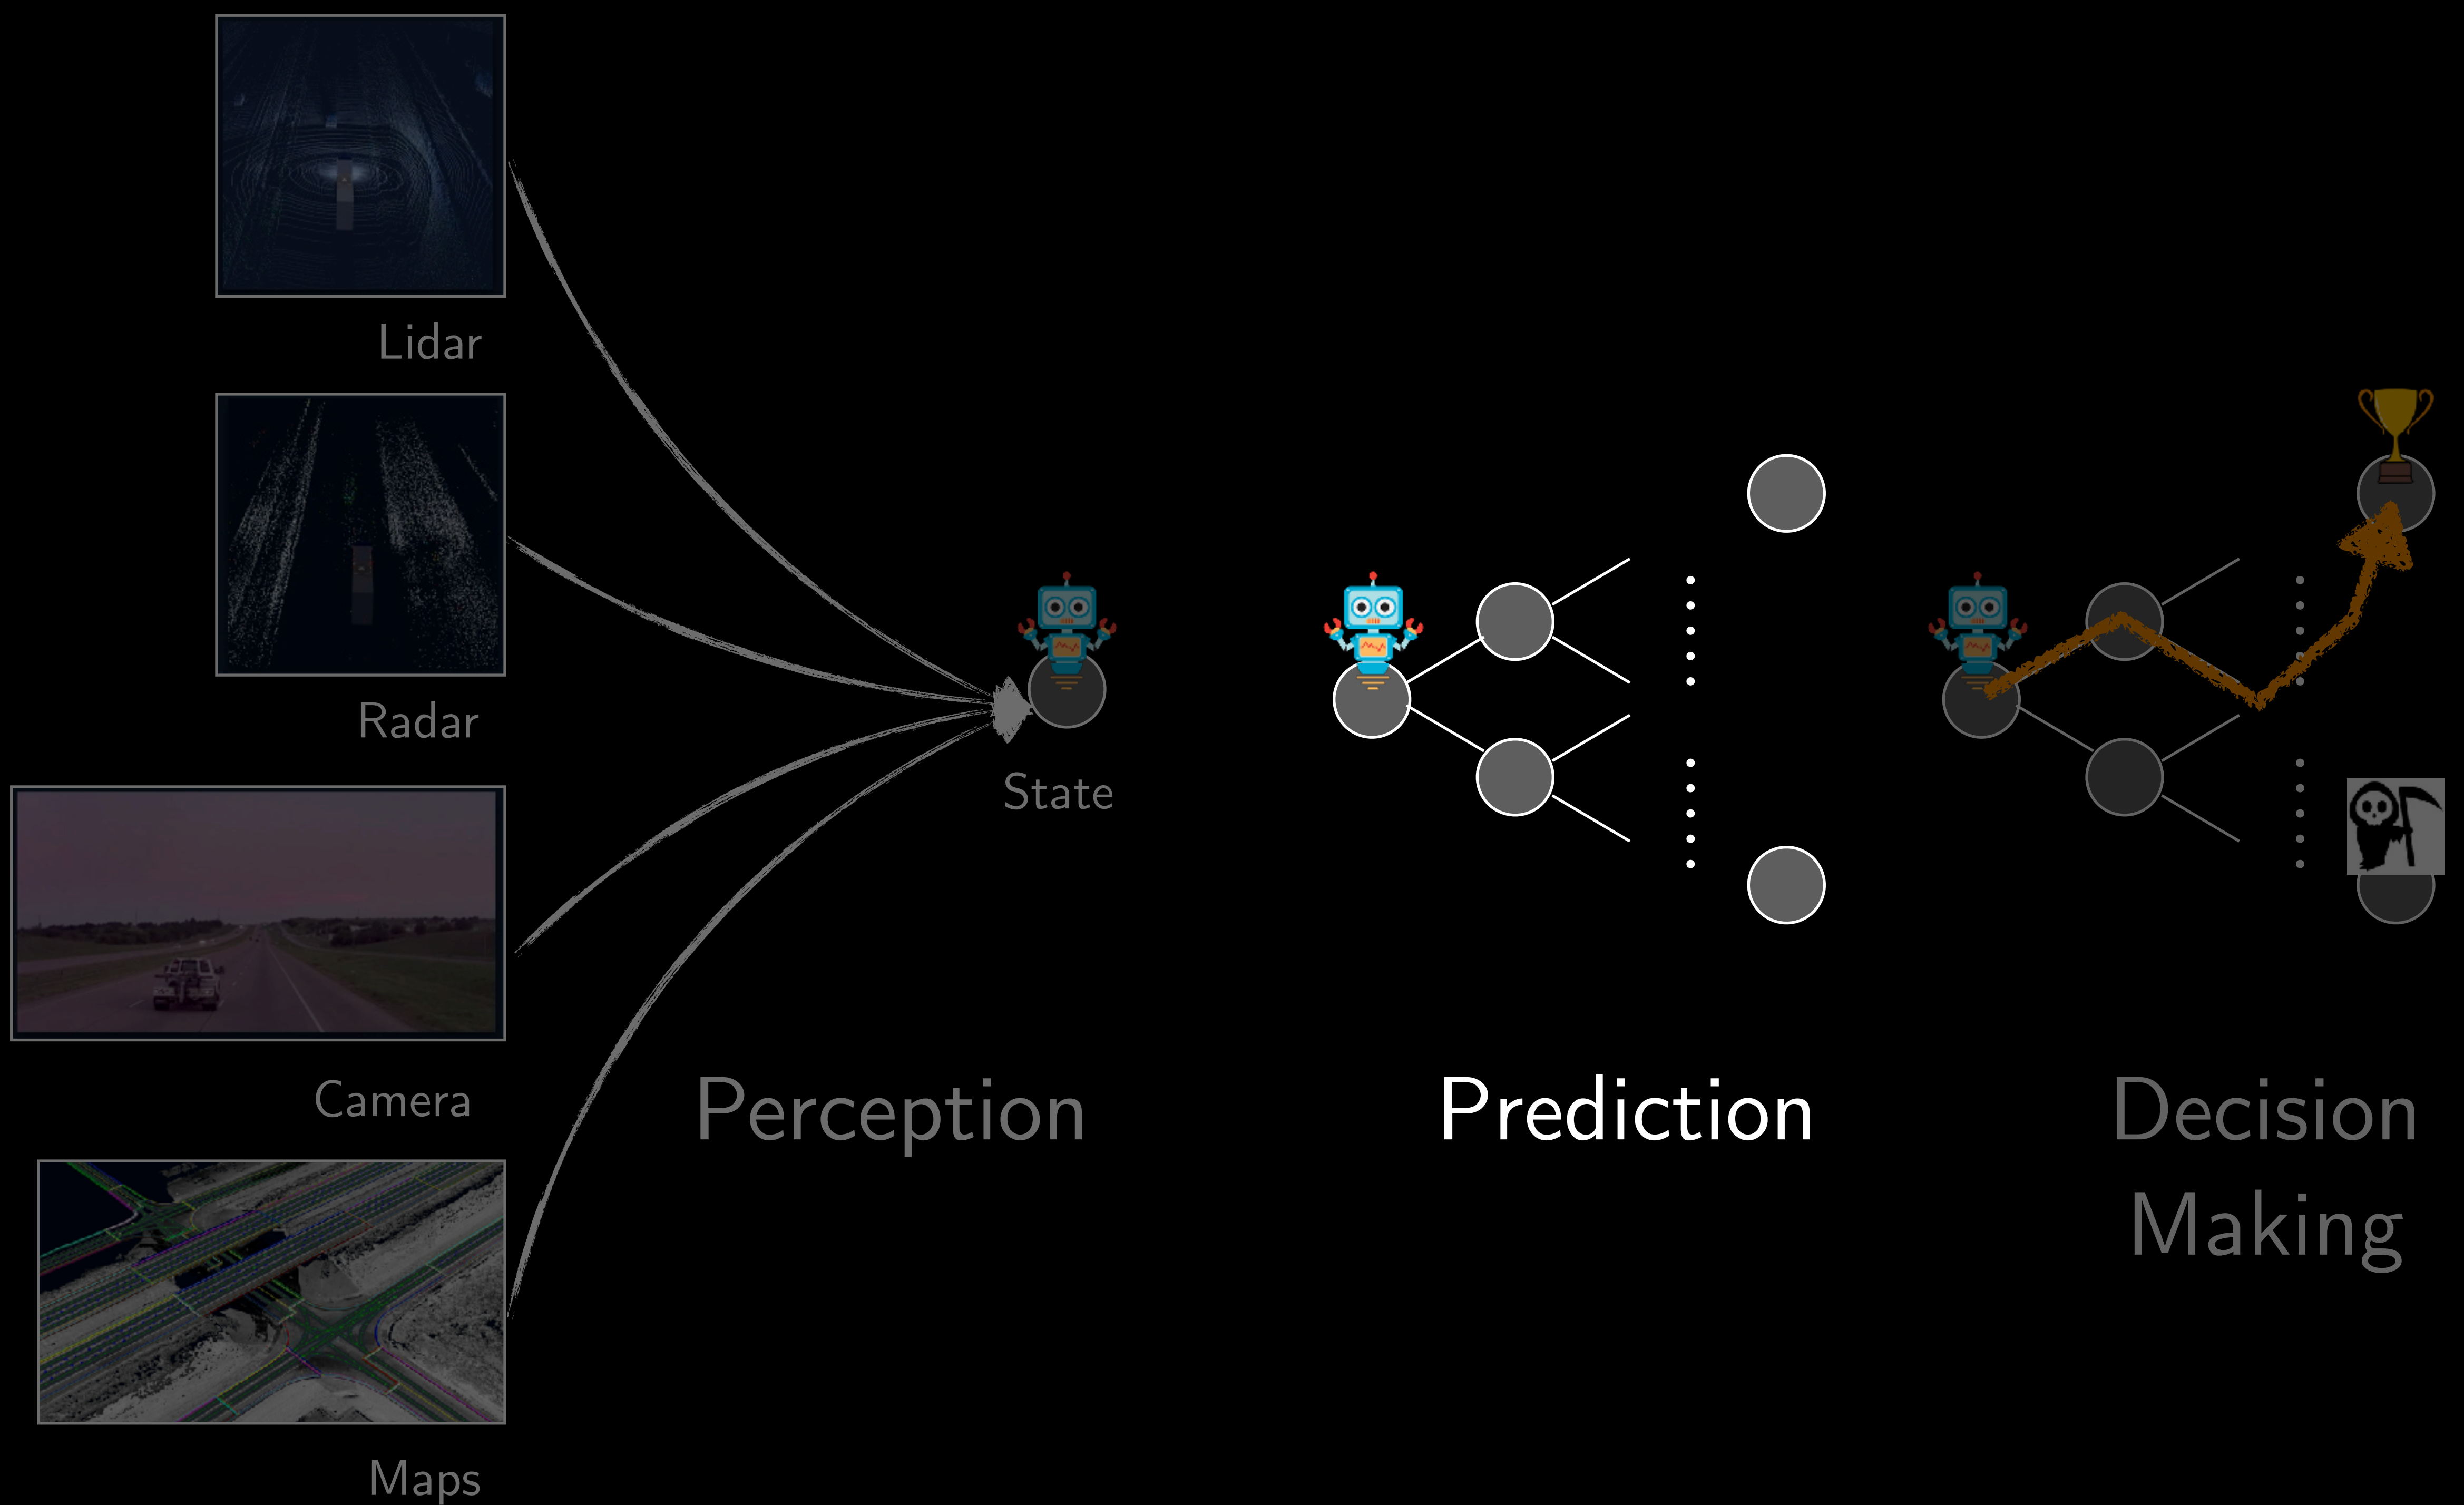 Lidar
Radar
Camera
Maps
State
Perception
Prediction
Decision
Making